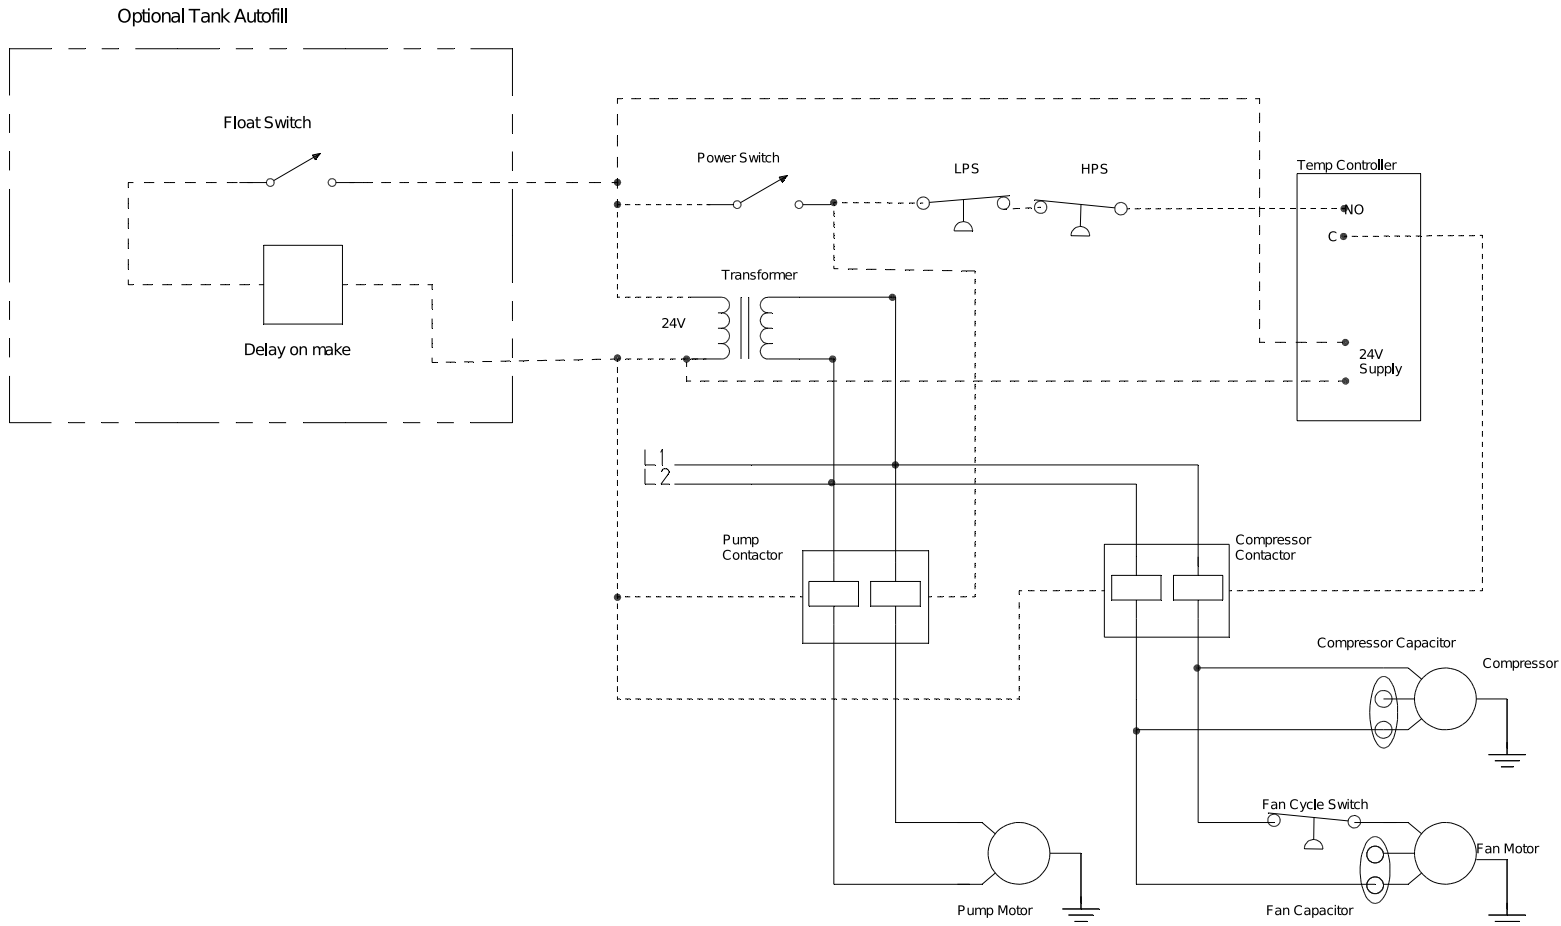 Optional Tank Autofill
Float Switch
Delay on make
Power Switch
LPS
HPS
Temp Controller
NO
C
24V
Supply
Transformer
24V
L1
L2
Pump
Contactor
Compressor
Contactor
Compressor Capacitor
Compressor
Fan Cycle Switch
Fan Motor
Fan Capacitor
Pump Motor